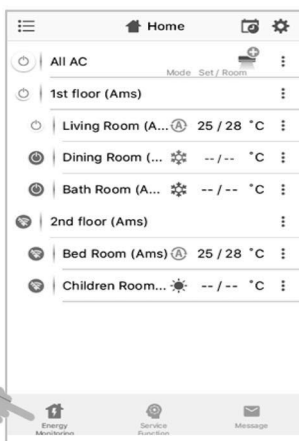 Home
All AC
Mode Set / Room
1st floor (Ams)
Living Room (A... A 25 / 28 °C
Dining Room (... -- / -- °C
Bath Room (A... -- / -- °C
2nd floor (Ams)
Bed Room (Ams) A 25 / 28 °C
Children Room... -- / -- °C
Energy Monitoring
Service Function
Message